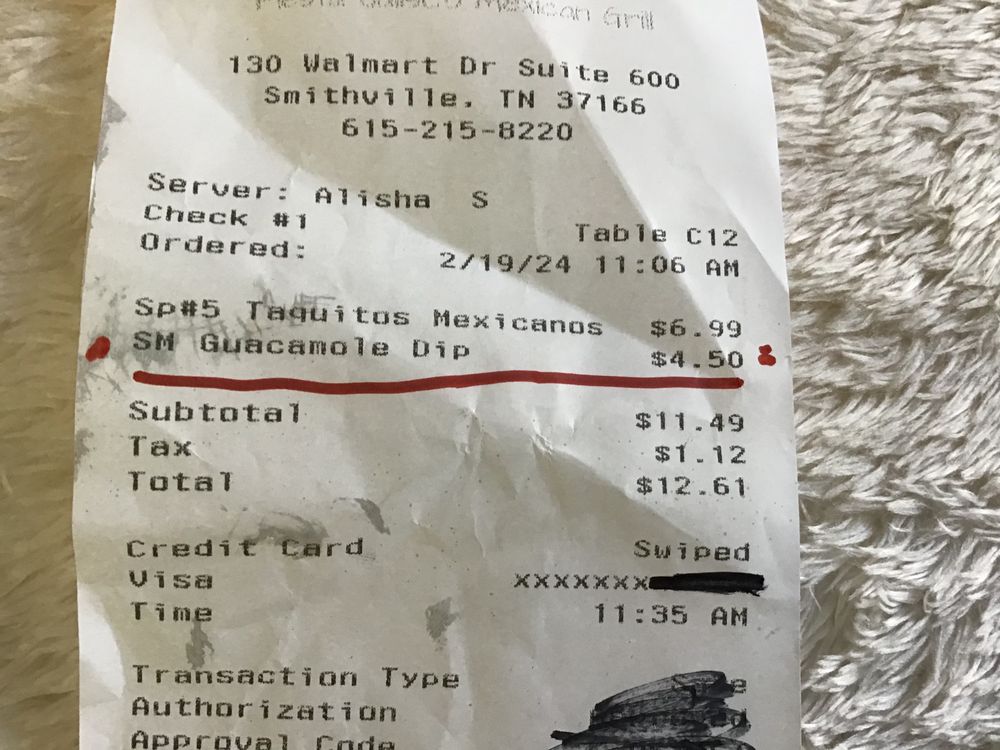 Mexican Grill
130 Walmart Dr Suite 600
Smithville, TN 37166
615-215-8220
Server: Alisha S
Check #1 Table C12
Ordered: 2/19/24 11:06 AM
Sp#5 Taquitos Mexicanos $6.99
SM Guacamole Dip $4.50
Subtotal $11.49
Tax $1.12
Total $12.61
Credit Card Swiped
Visa xxxxxxxx
Time 11:35 AM
Transaction Type
Authorization
Approval Code